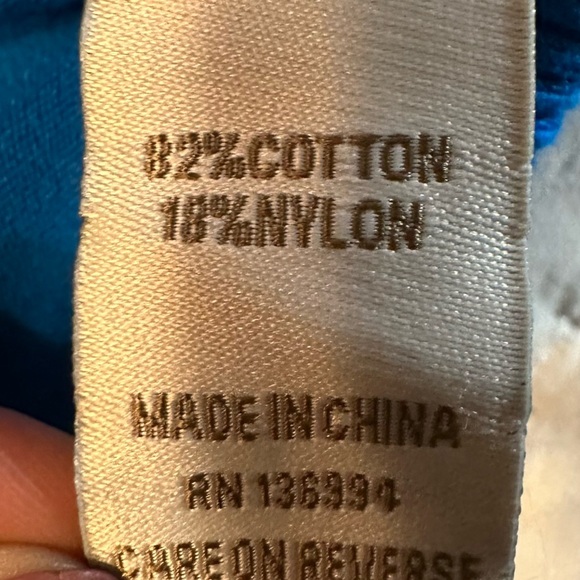 82%COTTON
18%NYLON
MADE IN CHINA
RN 136994
CARE ON REVERSE